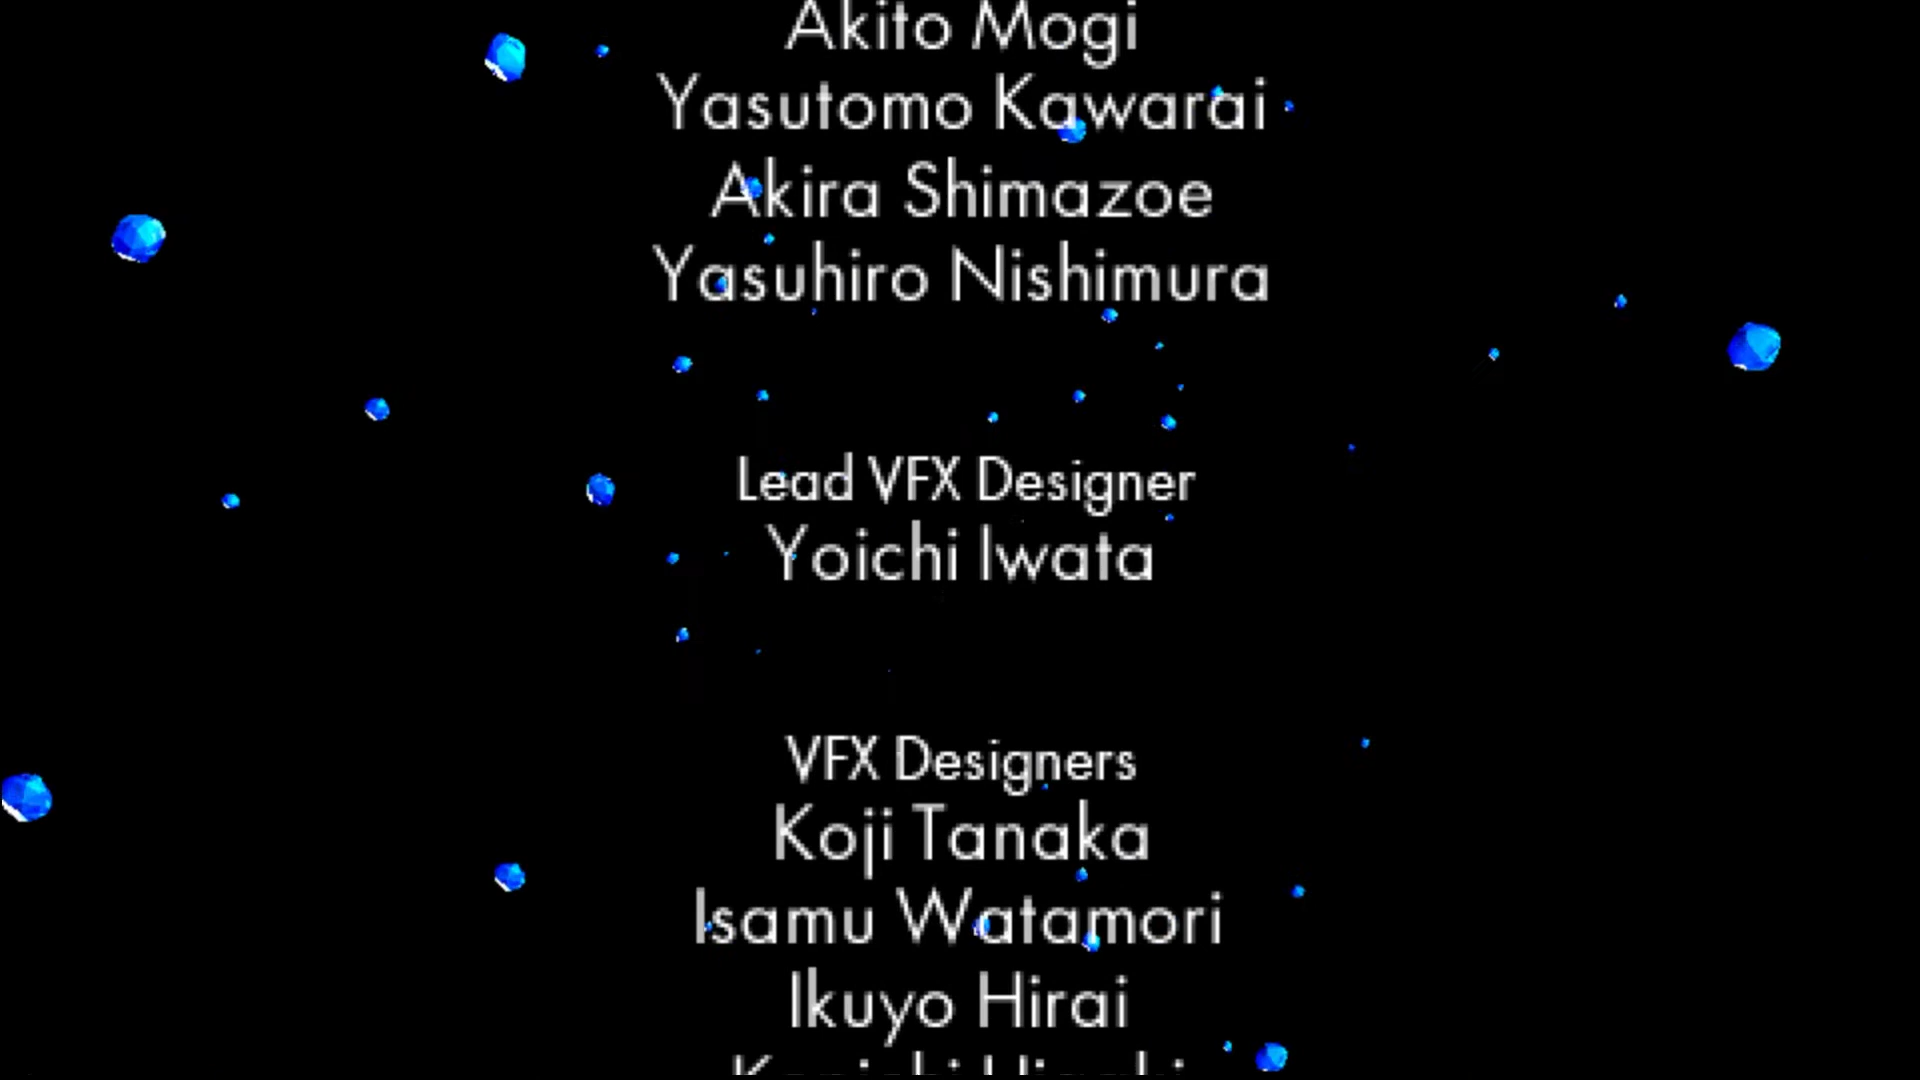 Akito Mogi
Yasutomo Kawarai
Akira Shimazoe
Yasuhiro Nishimura
Lead VFX Designer
Yoichi Iwata
VFX Designers
Koji Tanaka
Isamu Watamori
Ikuyo Hirai